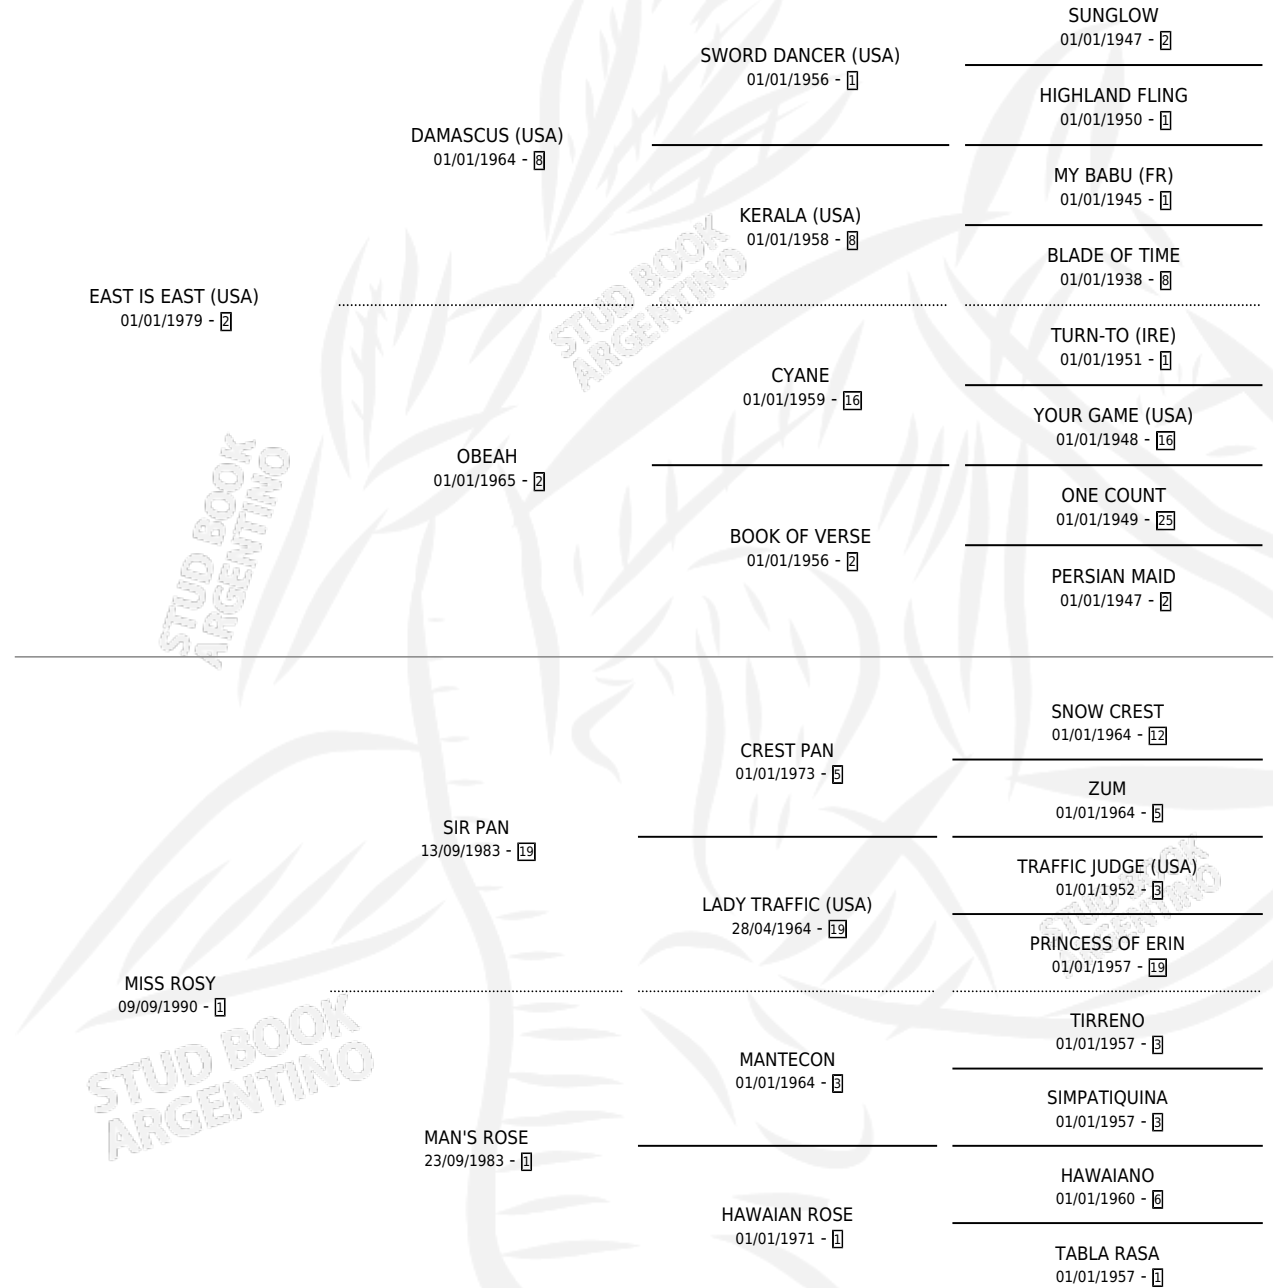 SUNGLOW
01/01/1947 - 2
SWORD DANCER (USA)
01/01/1956 - 1
HIGHLAND FLING
01/01/1950 - 1
DAMASCUS (USA)
01/01/1964 - 8
MY BABU (FR)
01/01/1945 - 1
KERALA (USA)
01/01/1958 - 8
BLADE OF TIME
01/01/1938 - 8
EAST IS EAST (USA)
01/01/1979 - 2
TURN-TO (IRE)
01/01/1951 - 1
CYANE
01/01/1959 - 16
YOUR GAME (USA)
01/01/1948 - 16
OBEAH
01/01/1965 - 2
ONE COUNT
01/01/1949 - 25
BOOK OF VERSE
01/01/1956 - 2
PERSIAN MAID
01/01/1947 - 2
SNOW CREST
01/01/1964 - 12
CREST PAN
01/01/1973 - 5
ZUM
01/01/1964 - 5
SIR PAN
13/09/1983 - 19
TRAFFIC JUDGE (USA)
01/01/1952 - 3
LADY TRAFFIC (USA)
28/04/1964 - 19
PRINCESS OF ERIN
01/01/1957 - 19
MISS ROSY
09/09/1990 - 1
TIRRENO
01/01/1957 - 3
MANTECON
01/01/1964 - 3
SIMPATIQUINA
01/01/1957 - 3
MAN'S ROSE
23/09/1983 - 1
HAWAIANO
01/01/1960 - 6
HAWAIAN ROSE
01/01/1971 - 1
TABLA RASA
01/01/1957 - 1
STUD BOOK
ARGENTINO
STUD BOOK
ARGENTINO
STUD BOOK
ARGENTINO
STUD BOOK
ARGENTINO